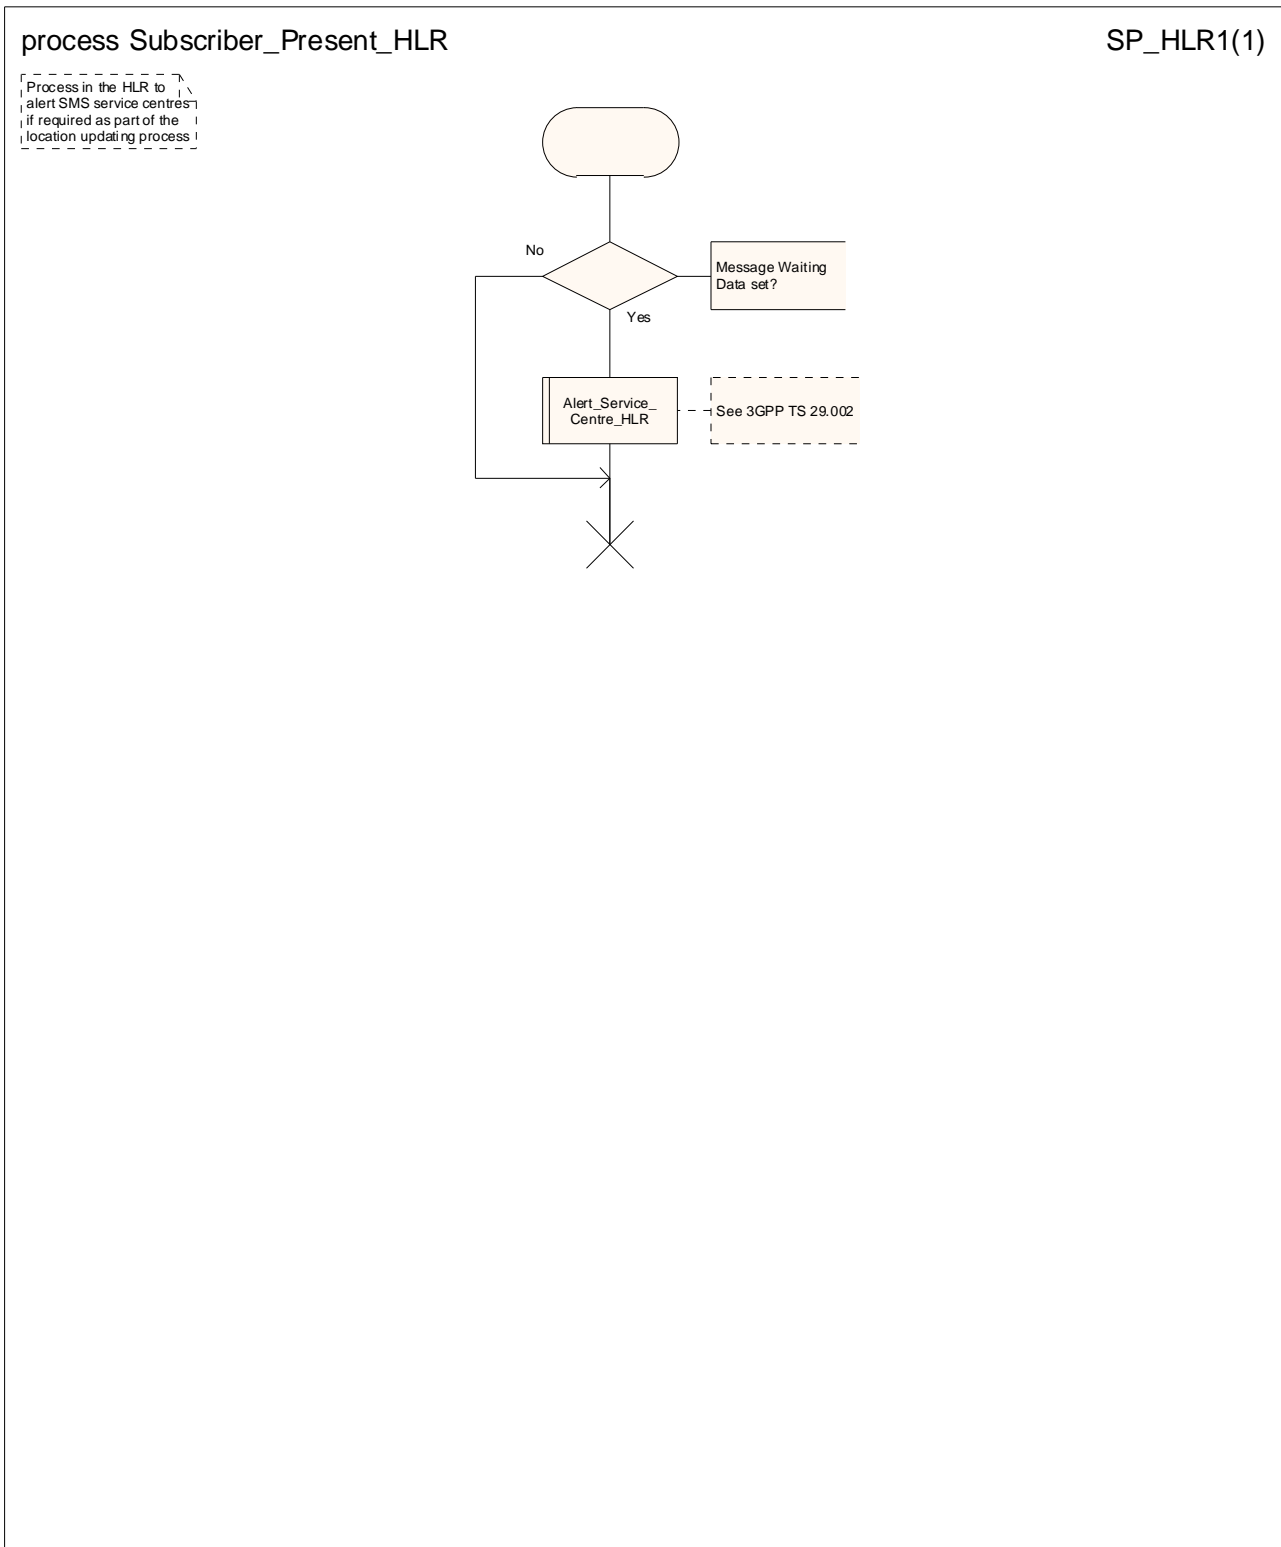 process Subscriber_Present_HLR
SP_HLR1(1)
Process in the HLR to
alert SMS service centres
if required as part of the
location updating process
No
Message Waiting
Data set?
Yes
Alert_Service_
Centre_HLR
See 3GPP TS 29.002